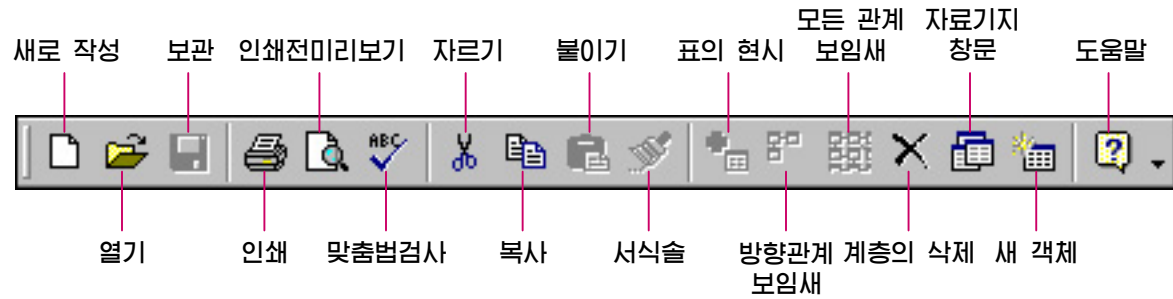 새로 작성 보관 인쇄전미리보기 자르기 붙이기 표의 현시 모든 관계 보임새 자료기지 창문 도움말
ABC
열기 인쇄 맞춤법검사 복사 서식솔 방향관계 보임새 계층의 삭제 새 객체